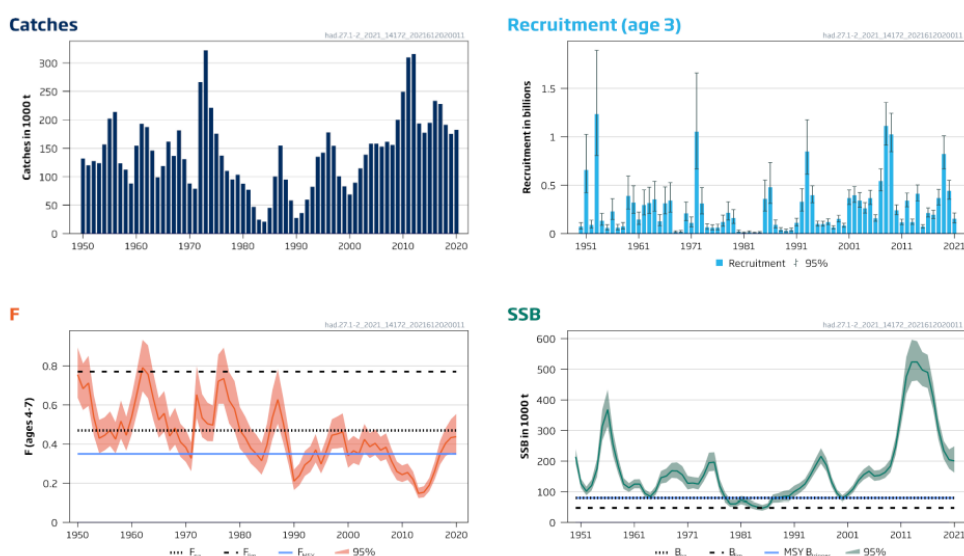 Catches
had.27.1-2_2021_14172_2021612020011
Catches in 1000 t
300
250
200
150
100
50
0
1950 1960 1970 1980 1990 2000 2010 2020
Recruitment (age 3)
had.27.1-2_2021_14172_2021612020011
Recruitment in billions
1.5
1
0.5
0
1951 1961 1971 1981 1991 2001 2011 2021
Recruitment 95%
F
had.27.1-2_2021_14172_2021612020011
F (ages 4-7)
0.8
0.6
0.4
0.2
0
1950 1960 1970 1980 1990 2000 2010 2020
95%
SSB
had.27.1-2_2021_14172_2021612020011
SSB in 1000 t
600
500
400
300
200
100
0
1951 1961 1971 1981 1991 2001 2011 2021
MSY 95%